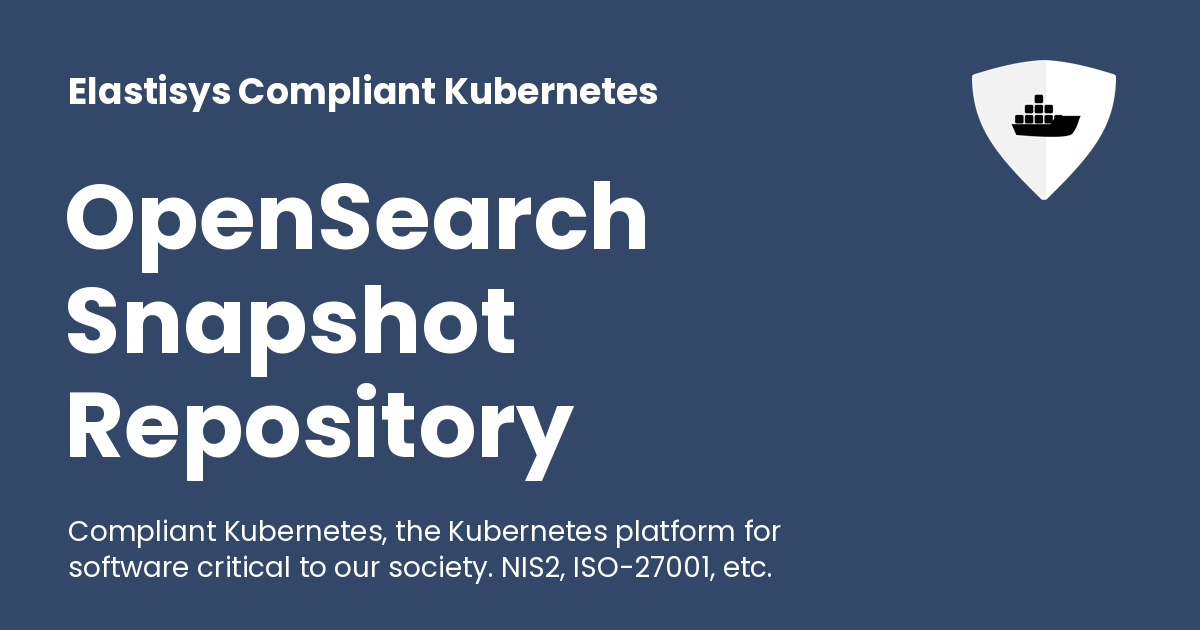 Elastisys Compliant Kubernetes
OpenSearch
Snapshot
Repository
Compliant Kubernetes, the Kubernetes platform for
software critical to our society. NIS2, ISO-27001, etc.